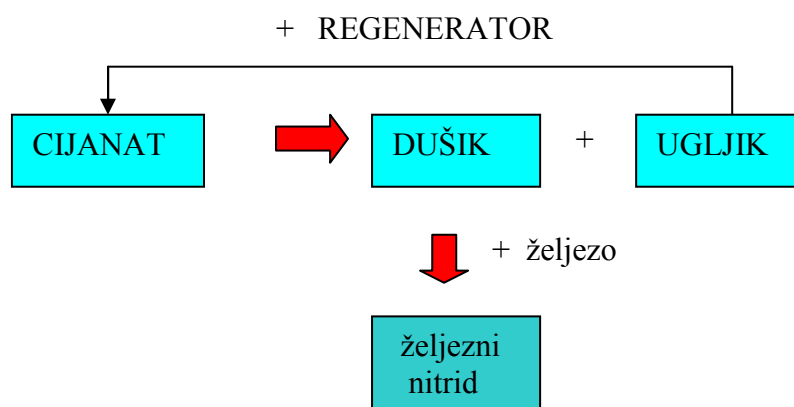 + REGENERATOR
CIJANAT
DUŠIK
+
UGLJIK
+ željezo
željezni
nitrid